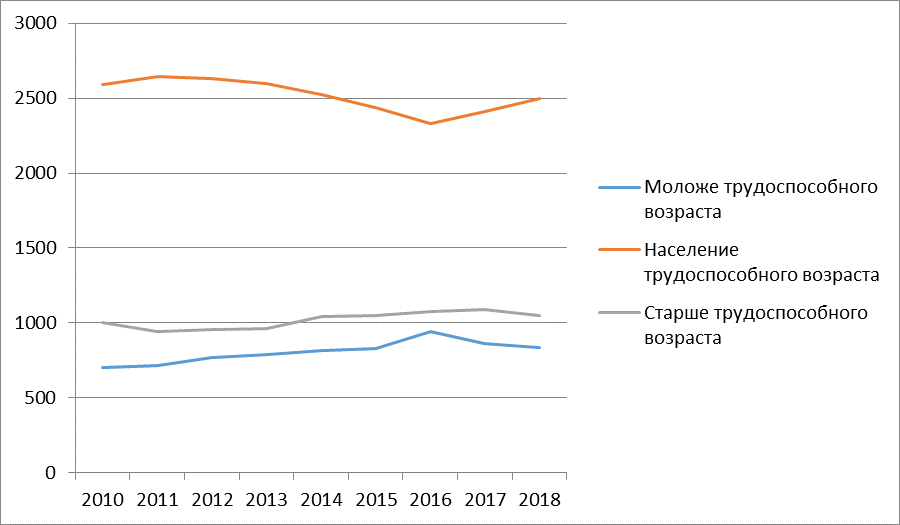 3000
2500
2000
1500
1000
500
0
2010 2011 2012 2013 2014 2015 2016 2017 2018
Моложе трудоспособного
возраста
Население
трудоспособного возраста
Старше трудоспособного
возраста